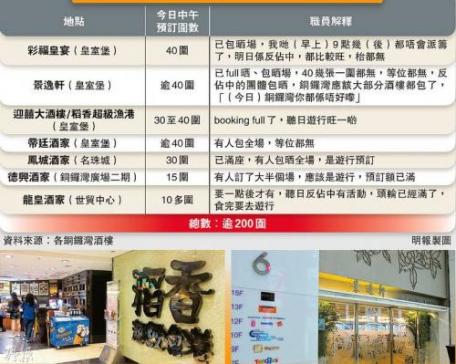 地點
今日中午
預訂圍數
職員解釋
彩福皇宴（皇室堡）
40圍
已包晒場，我哋（早上）9點幾（後）都唔會派籌了，明日係反佔中，都比較旺，枱都無
景逸軒（皇室堡）
逾40圍
已full晒、包晒場，40幾張一圍都無，等位都無，反佔中的團體包晒，銅鑼灣應該大部分酒樓都包了，「（今日）銅鑼灣你都係唔好嚟」
迎囍大酒樓/稻香超級漁港
（皇室堡）
30至40圍
booking full了，聽日遊行旺一啲
帝廷酒家（皇室堡）
逾40圍
有人包全場，等位都無
鳳城酒家（名珠城）
30圍
已滿座，有人包晒全場，是遊行預訂
德興酒家（銅鑼灣廣場二期）
15圍
有人訂了大半個場，應該是遊行，預訂額已滿
龍皇酒家（世貿中心）
10多圍
要一點後才有，聽日反佔中有活動，頭輪已經滿了，食完要去遊行
總數：逾200圍
資料來源：各銅鑼灣酒樓
明報製圖
稻香
6
15F
13F
12F
10F
9F